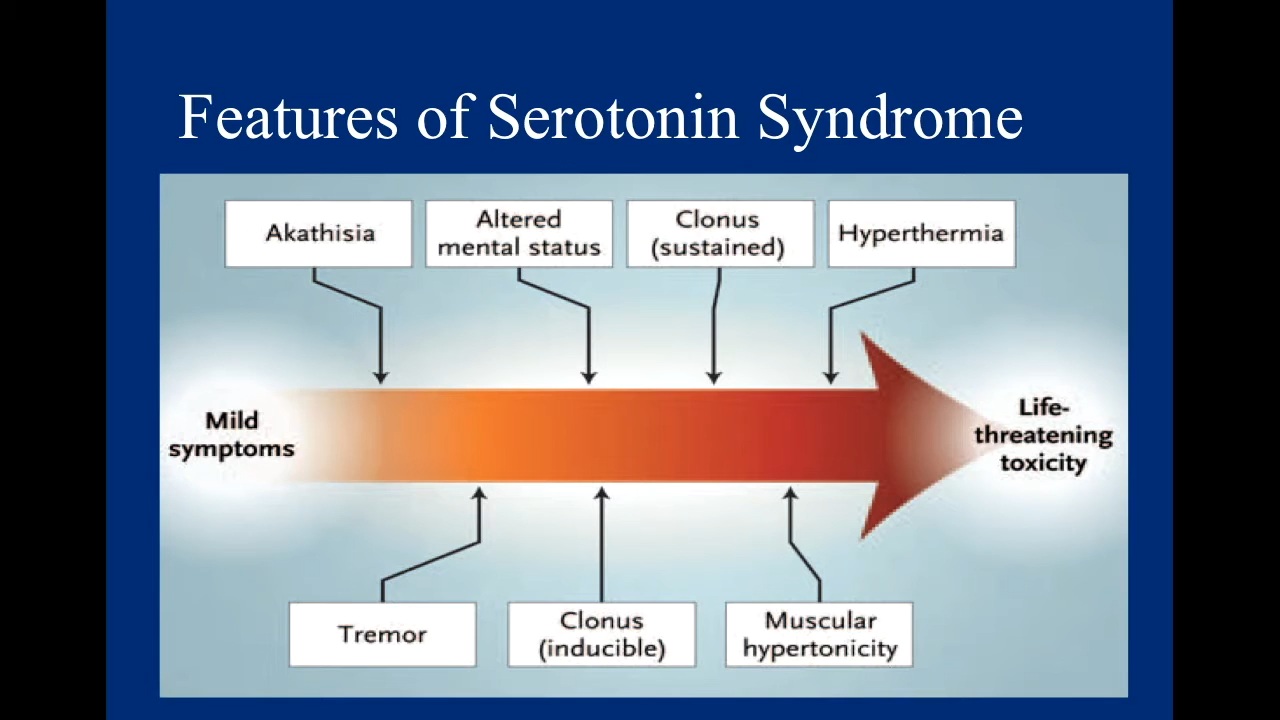 Features of Serotonin Syndrome
Akathisia
Altered
mental status
Clonus
(sustained)
Hyperthermia
Mild
symptoms
Life-
threatening
toxicity
Tremor
Clonus
(inducible)
Muscular
hypertonicity